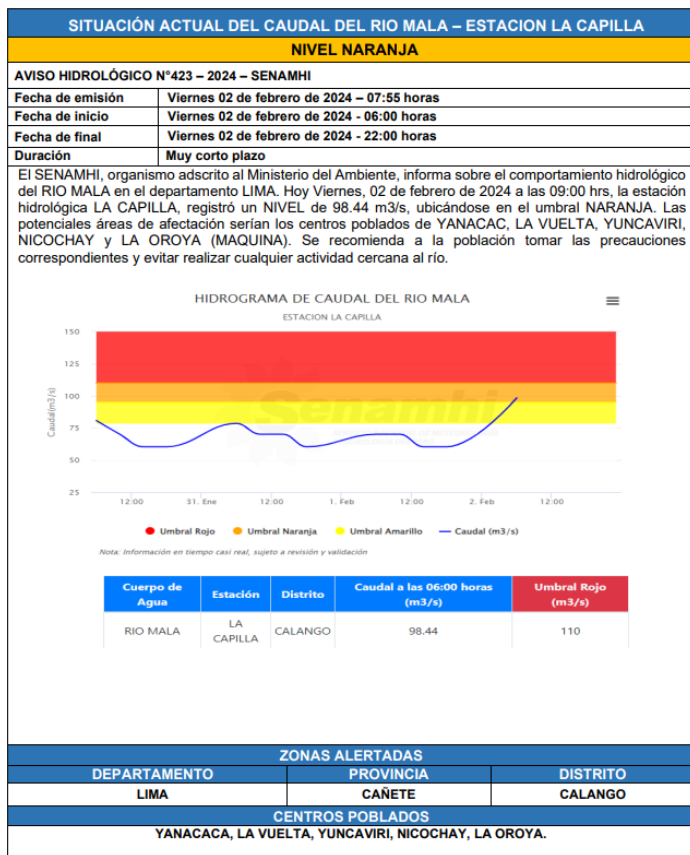 SITUACIÓN ACTUAL DEL CAUDAL DEL RIO MALA – ESTACION LA CAPILLA
NIVEL NARANJA
AVISO HIDROLÓGICO N°423 – 2024 – SENAMHI
Fecha de emisión Viernes 02 de febrero de 2024 – 07:55 horas
Fecha de inicio Viernes 02 de febrero de 2024 - 06:00 horas
Fecha de final Viernes 02 de febrero de 2024 - 22:00 horas
Duración Muy corto plazo
El SENAMHI, organismo adscrito al Ministerio del Ambiente, informa sobre el comportamiento hidrológico
del RIO MALA en el departamento LIMA. Hoy Viernes, 02 de febrero de 2024 a las 09:00 hrs, la estación
hidrológica LA CAPILLA, registró un NIVEL de 98.44 m3/s, ubicándose en el umbral NARANJA. Las
potenciales áreas de afectación serían los centros poblados de YANACAC, LA VUELTA, YUNCAVIRI,
NICOCHAY y LA OROYA (MAQUINA). Se recomienda a la población tomar las precauciones
correspondientes y evitar realizar cualquier actividad cercana al río.
HIDROGRAMA DE CAUDAL DEL RIO MALA
ESTACION LA CAPILLA
150
125
100
75
50
25
Caudal(m3/s)
Senamhi
12:00 31. Ene 12:00 1. Feb 12:00 2. Feb 12:00
Umbral Rojo Umbral Naranja Umbral Amarillo Caudal (m3/s)
Nota: Información en tiempo casi real, sujeto a revisión y validación
Cuerpo de Agua Estación Distrito Caudal a las 06:00 horas (m3/s) Umbral Rojo (m3/s)
RIO MALA LA CAPILLA CALANGO 98.44 110
ZONAS ALERTADAS
DEPARTAMENTO PROVINCIA DISTRITO
LIMA CAÑETE CALANGO
CENTROS POBLADOS
YANACACA, LA VUELTA, YUNCAVIRI, NICOCHAY, LA OROYA.